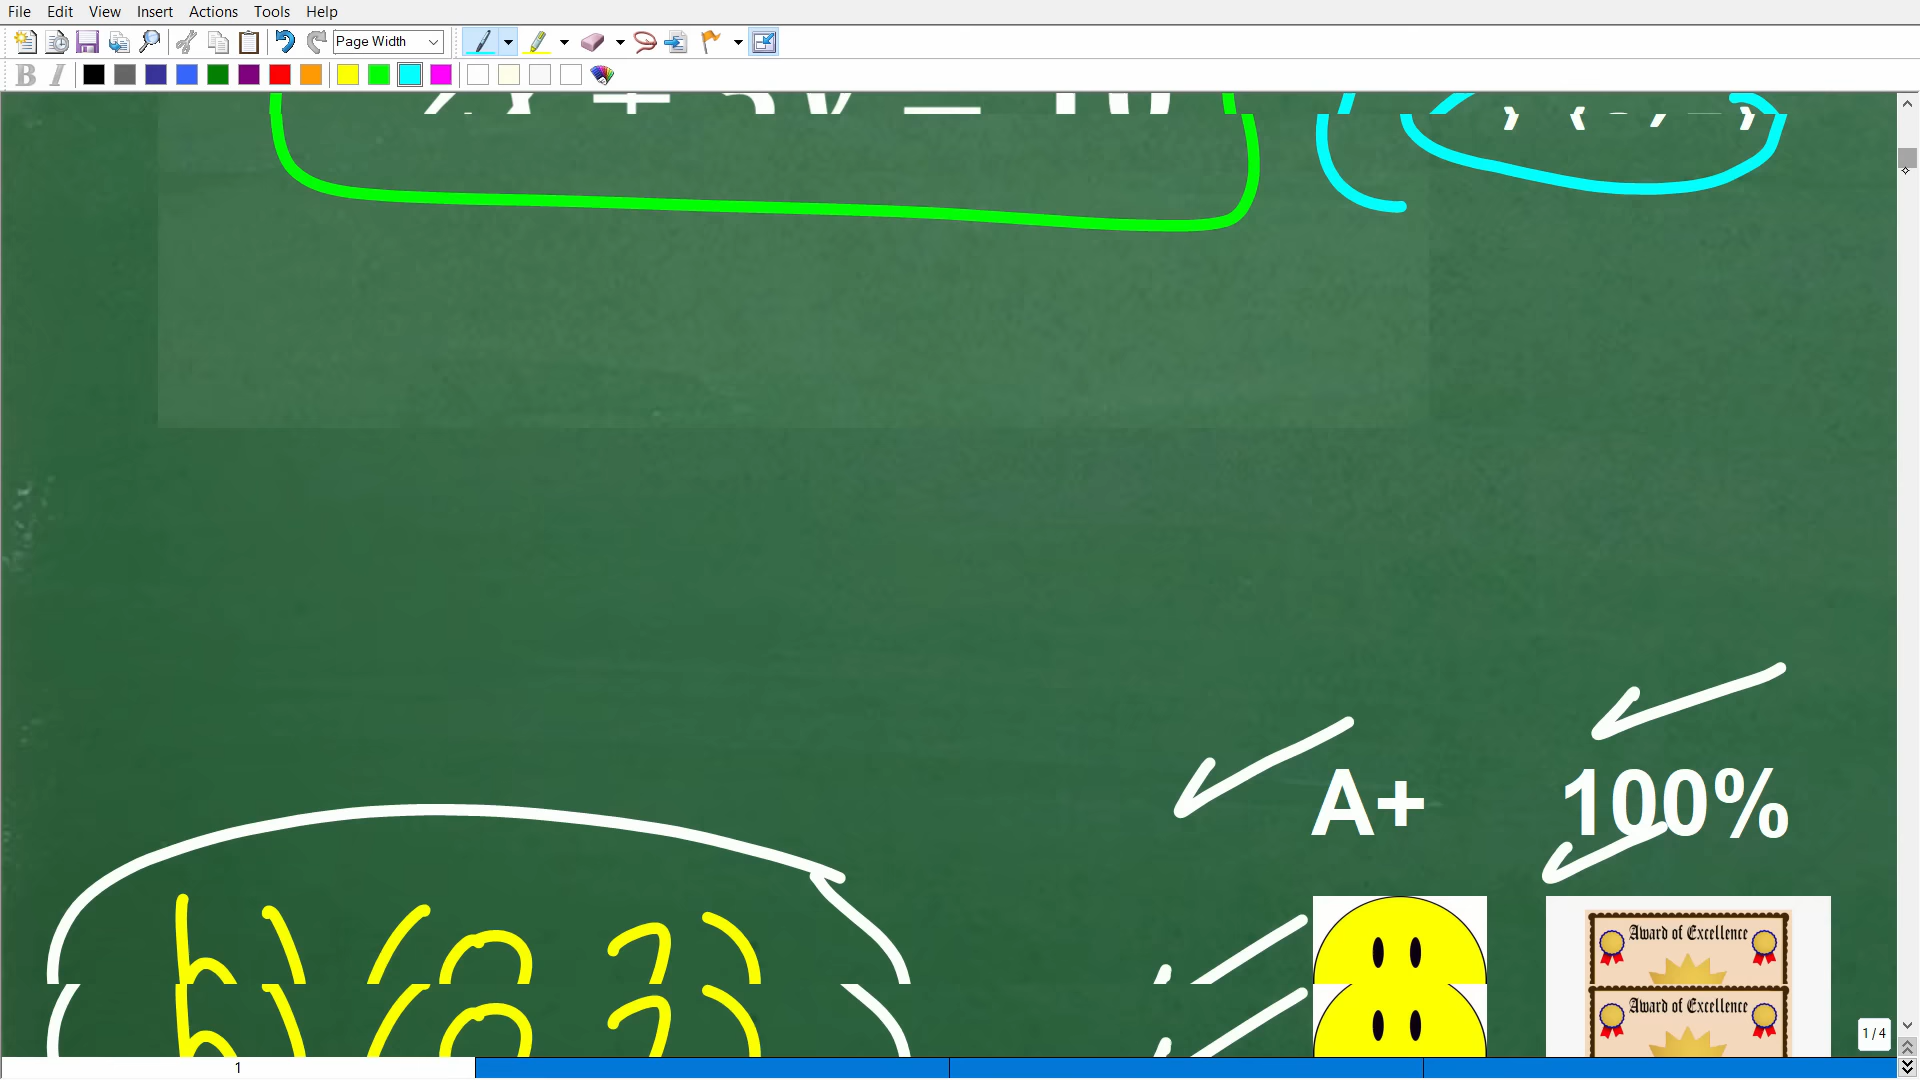 File Edit View Insert Actions Tools Help
Page Width
B I
A+ 100%
b) (
Award of Excellence
Award of Excellence
1 / 4
1